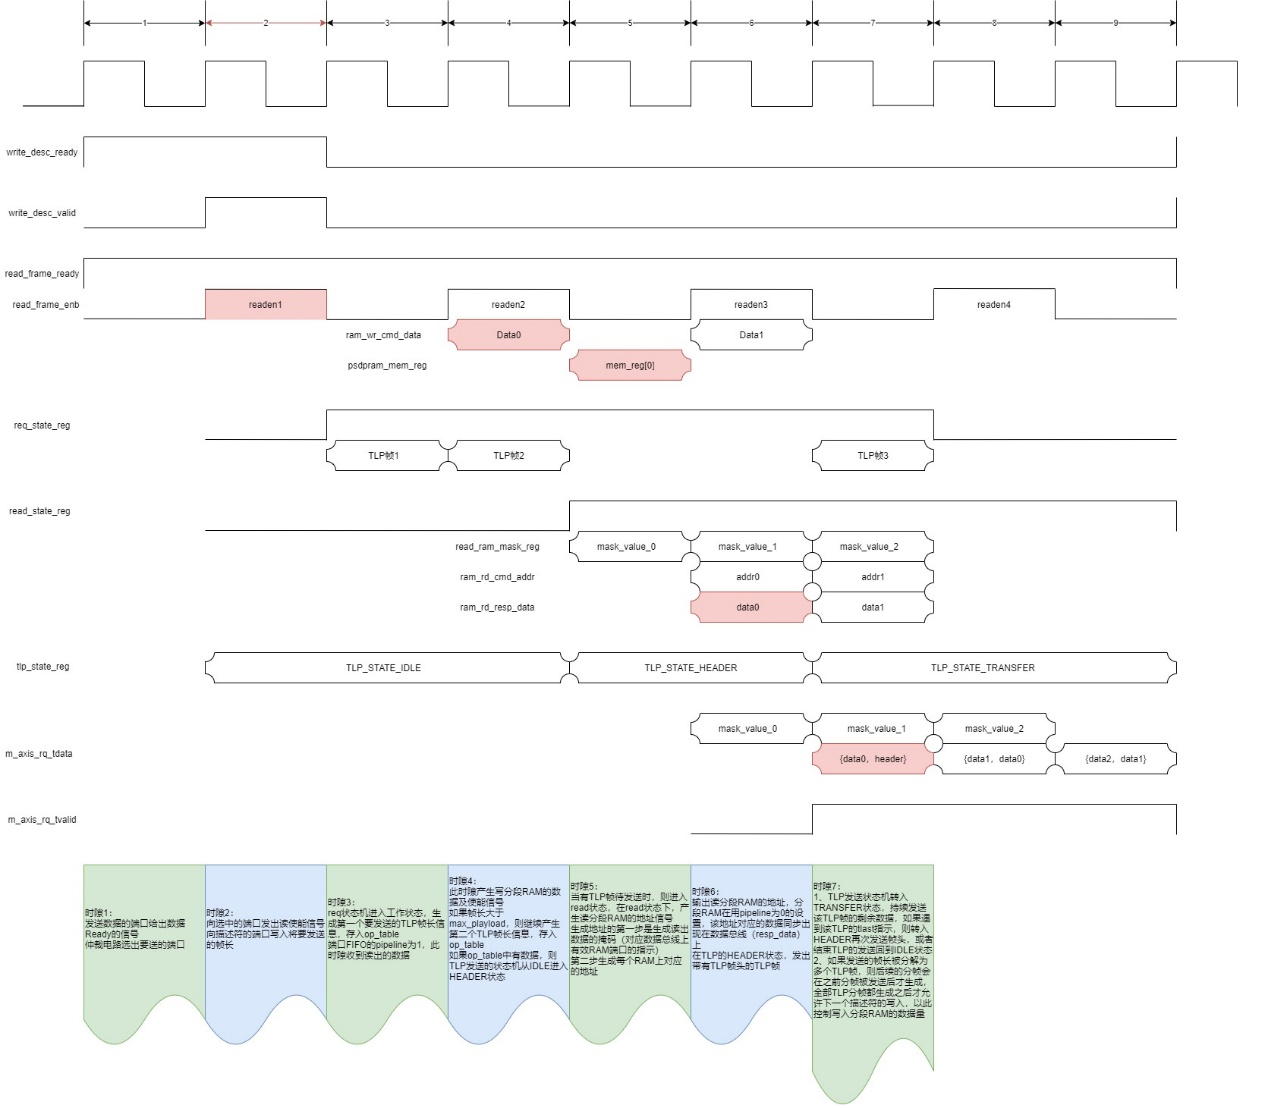 1
2
3
4
5
6
7
8
9
write_desc_ready
write_desc_valid
read_frame_ready
read_frame_enb
readen1
readen2
readen3
readen4
ram_wr_cmd_data
Data0
Data1
psdpram_mem_reg
mem_reg[0]
req_state_reg
TLP帧1
TLP帧2
TLP帧3
read_state_reg
read_ram_mask_reg
mask_value_0
mask_value_1
mask_value_2
ram_rd_cmd_addr
addr0
addr1
ram_rd_resp_data
data0
data1
tlp_state_reg
TLP_STATE_IDLE
TLP_STATE_HEADER
TLP_STATE_TRANSFER
mask_value_0
mask_value_1
mask_value_2
m_axis_rq_tdata
{data0，header}
{data1，data0}
{data2，data1}
m_axis_rq_tvalid
时隙1：
发送数据的端口给出数据
Ready的信号
仲裁电路选出要送的端口
时隙2：
向选中的端口发出读使能信号
向描述符的端口写入将要发送
的帧长
时隙3：
req状态机进入工作状态，生
成第一个要发送的TLP帧长信
息，存入op_table
端口FIFO的pipeline为1，此
时隙收到读出的数据
时隙4：
此时隙产生写分段RAM的数
据及使能信号
如果帧长大于
max_playload，则继续产生
第二个TLP帧长信息，存入
op_table
如果op_table中有数据，则
TLP发送的状态机从IDLE进入
HEADER状态
时隙5：
当有TLP帧待发送时，则进入
read状态，在read状态下，产
生读分段RAM的地址信号
生成地址的第一步是生成读出
数据的掩码（对应数据总线上
有效RAM端口的指示）
第二步生成每个RAM上对应
的地址
时隙6：
输出读分段RAM的地址，分
段RAM在用pipeline为0的设
置，该地址对应的数据同步出
现在数据总线（resp_data）
上
在TLP的HEADER状态，发出
带有TLP帧头的TLP帧
时隙7：
1、TLP发送状态机转入
TRANSFER状态，持续发送
该TLP帧的剩余数据，如果遇
到该TLP的tlast指示，则转入
HEADER再次发送帧头，或者
结束TLP的发送回到IDLE状态
2、如果发送的帧长被分解为
多个TLP帧，则后续的分帧会
在之前分帧被发送后才生成，
全部TLP分帧都生成之后才允
许下一个描述符的写入，以此
控制写入分段RAM的数据量